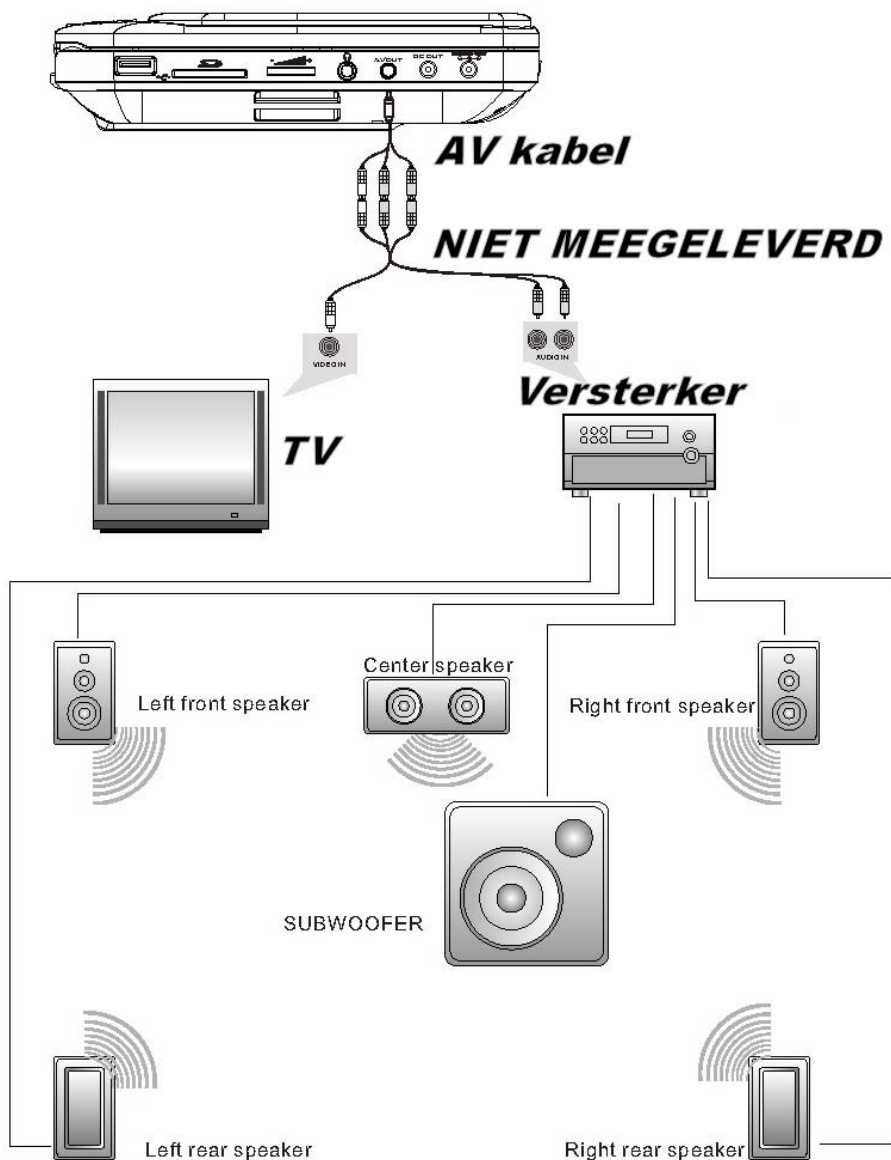 AV OUT
DC OUT
AV kabel
NIET MEEGELEVERD
VIDEO IN
AUDIO IN
Versterker
TV
Center speaker
Left front speaker
Right front speaker
SUBWOOFER
Left rear speaker
Right rear speaker